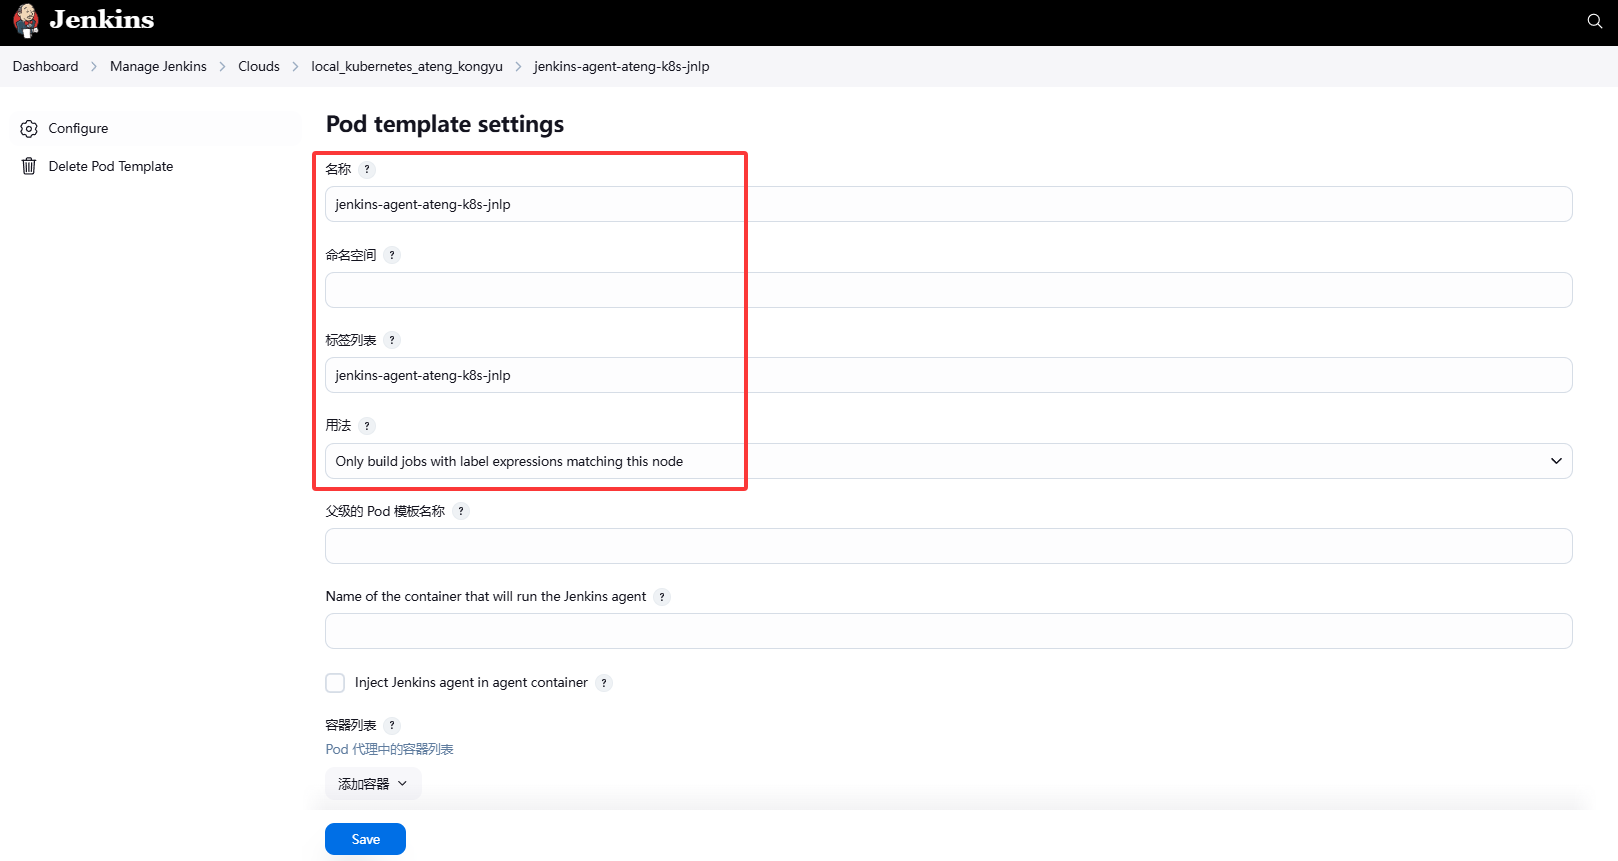 Jenkins
Dashboard > Manage Jenkins > Clouds > local_kubernetes_ateng_kongyu > jenkins-agent-ateng-k8s-jnlp
Configure
Delete Pod Template
Pod template settings
名称 ?
jenkins-agent-ateng-k8s-jnlp
命名空间 ?
标签列表 ?
jenkins-agent-ateng-k8s-jnlp
用法 ?
Only build jobs with label expressions matching this node
父级的 Pod 模板名称 ?
Name of the container that will run the Jenkins agent ?
Inject Jenkins agent in agent container ?
容器列表 ?
Pod 代理中的容器列表
添加容器
Save